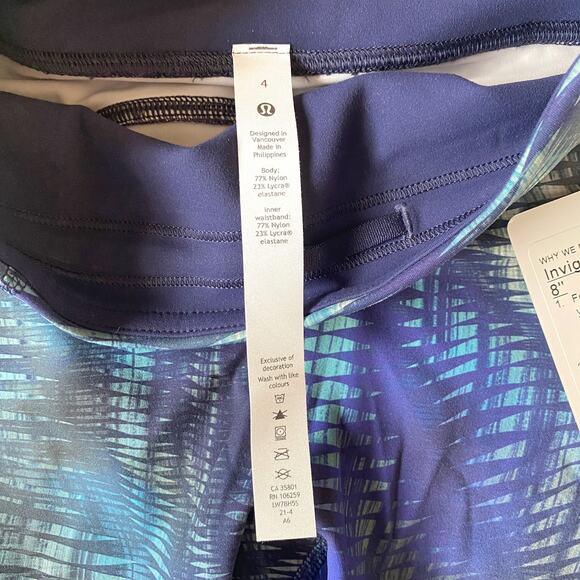 4
Designed in
Vancouver
Made in
Philippines
Body:
77% Nylon
23% Lycra®
elastane
Inner
waistband:
77% Nylon
23% Lycra®
elastane
Exclusive of
decoration
Wash with like
colours
CA 35801
RN 106259
LW7BH5S
21-4
A6
WHY WE
Invig
8"
1. F